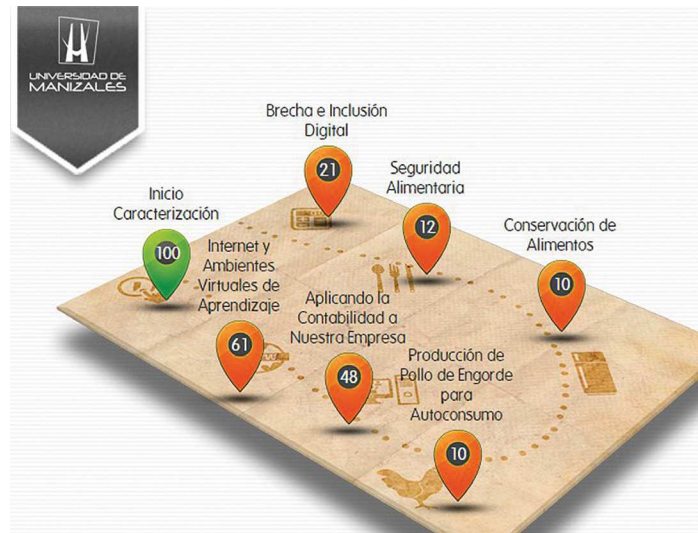 UNIVERSIDAD DE
MANIZALES
Brecha e Inclusión
Digital
21
Seguridad
Alimentaria
12
Conservación de
Alimentos
10
Inicio
Caracterización
100
Internet y
Ambientes
Virtuales de
Aprendizaje
61
Aplicando la
Contabilidad a
Nuestra Empresa
48
Producción de
Pollo de Engorde
para
Autoconsumo
10